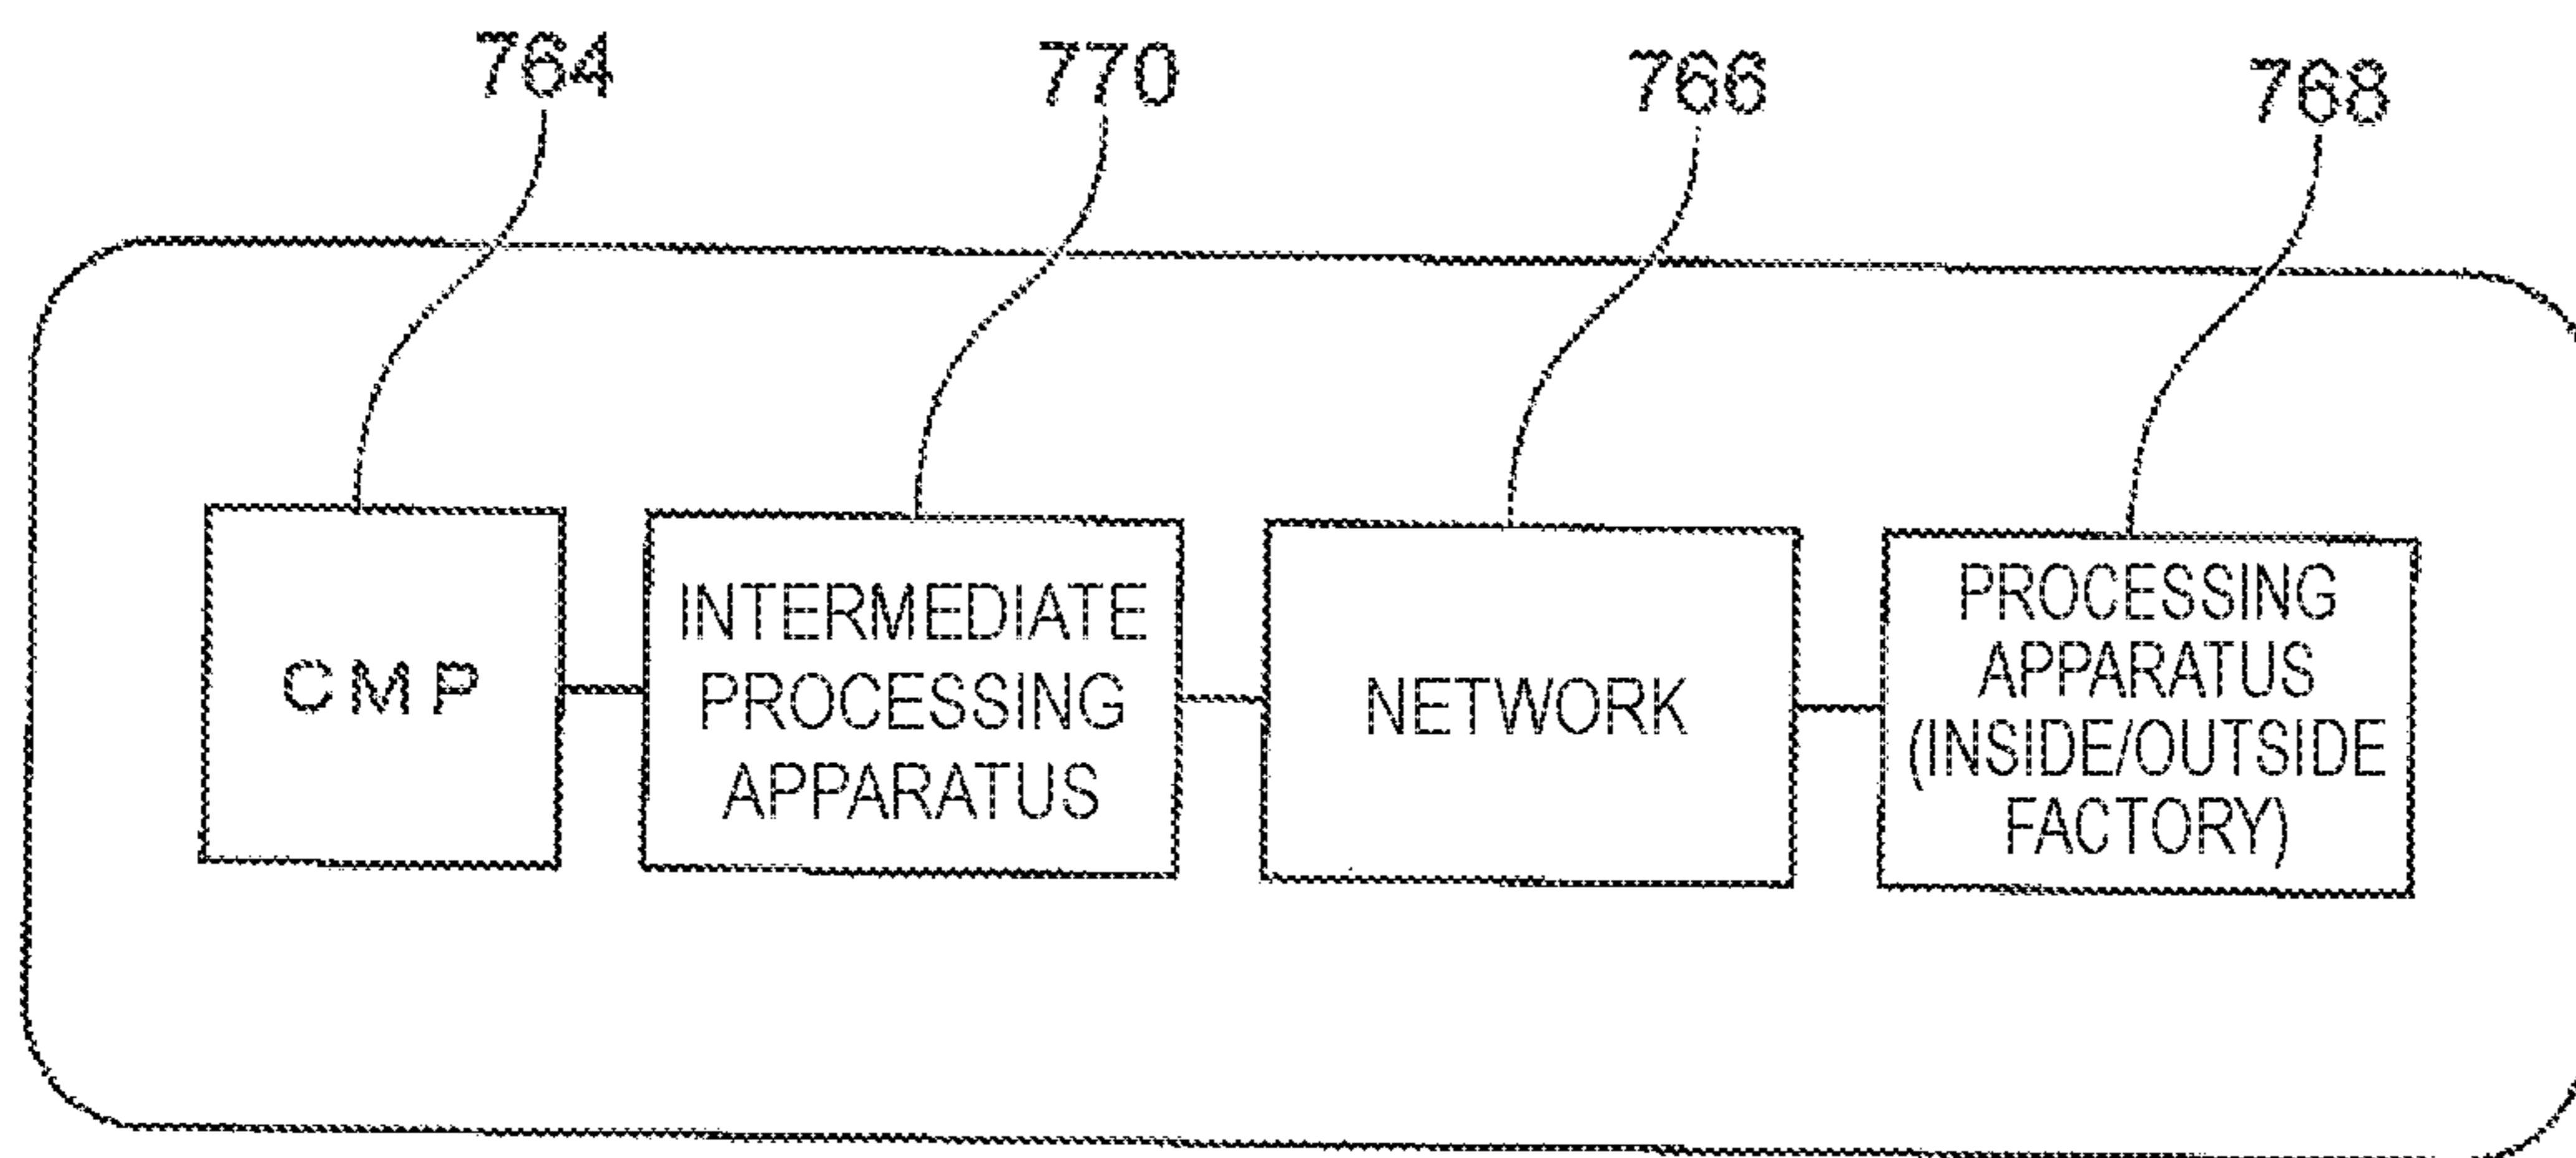 764
770
766
768
CMP
INTERMEDIATE
PROCESSING
APPARATUS
NETWORK
PROCESSING
APPARATUS
(INSIDE/OUTSIDE
FACTORY)